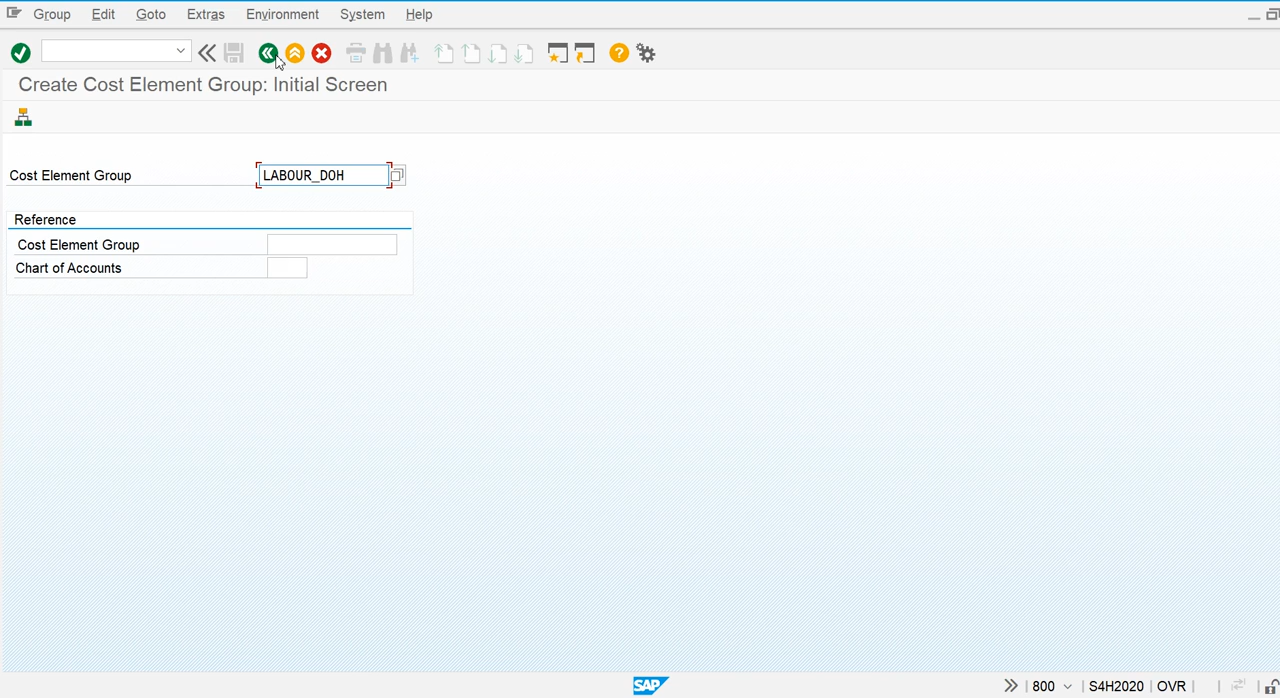 Group Edit Goto Extras Environment System Help
Create Cost Element Group: Initial Screen
Cost Element Group LABOUR_DOH
Reference
Cost Element Group
Chart of Accounts
SAP 800 S4H2020 OVR